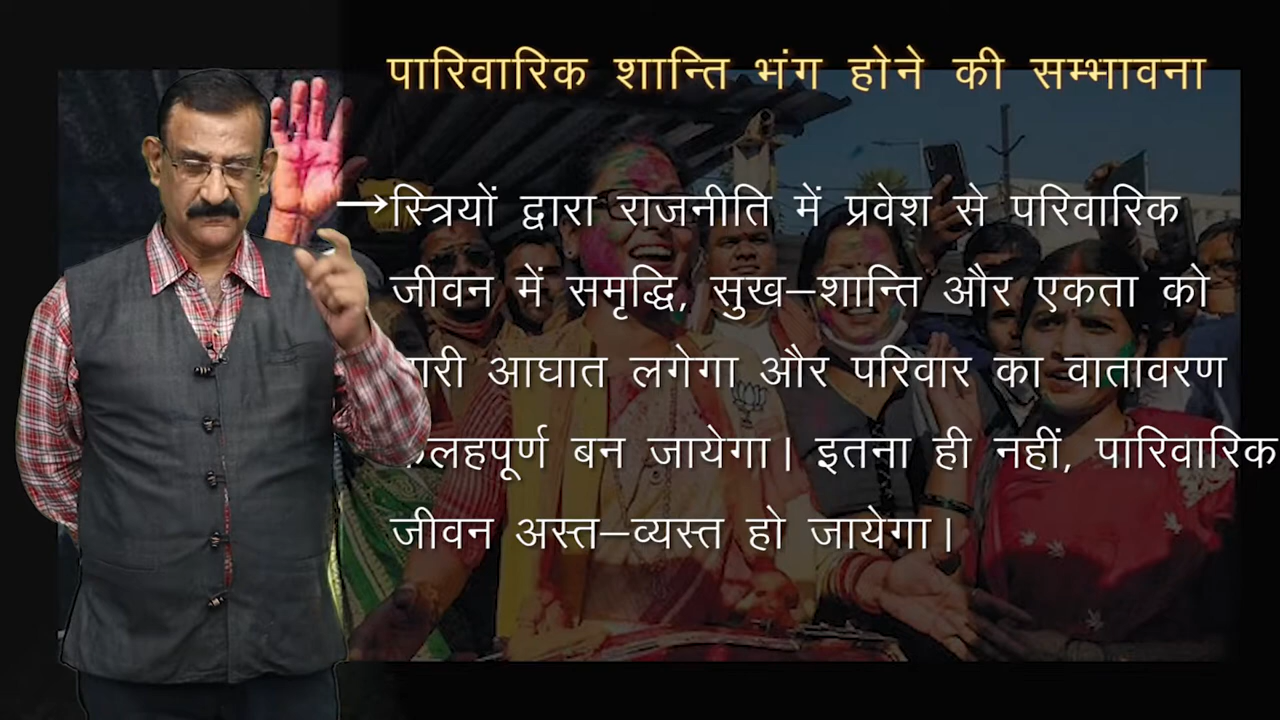 पारिवारिक शान्ति भंग होने की सम्भावना
→स्त्रियों द्वारा राजनीति में प्रवेश से परिवारिक
जीवन में समृद्धि, सुख–शान्ति और एकता को
आघात लगेगा और परिवार का वातावरण
बन जायेगा। इतना ही नहीं, पारिवारिक
जीवन अस्त–व्यस्त हो जायेगा।